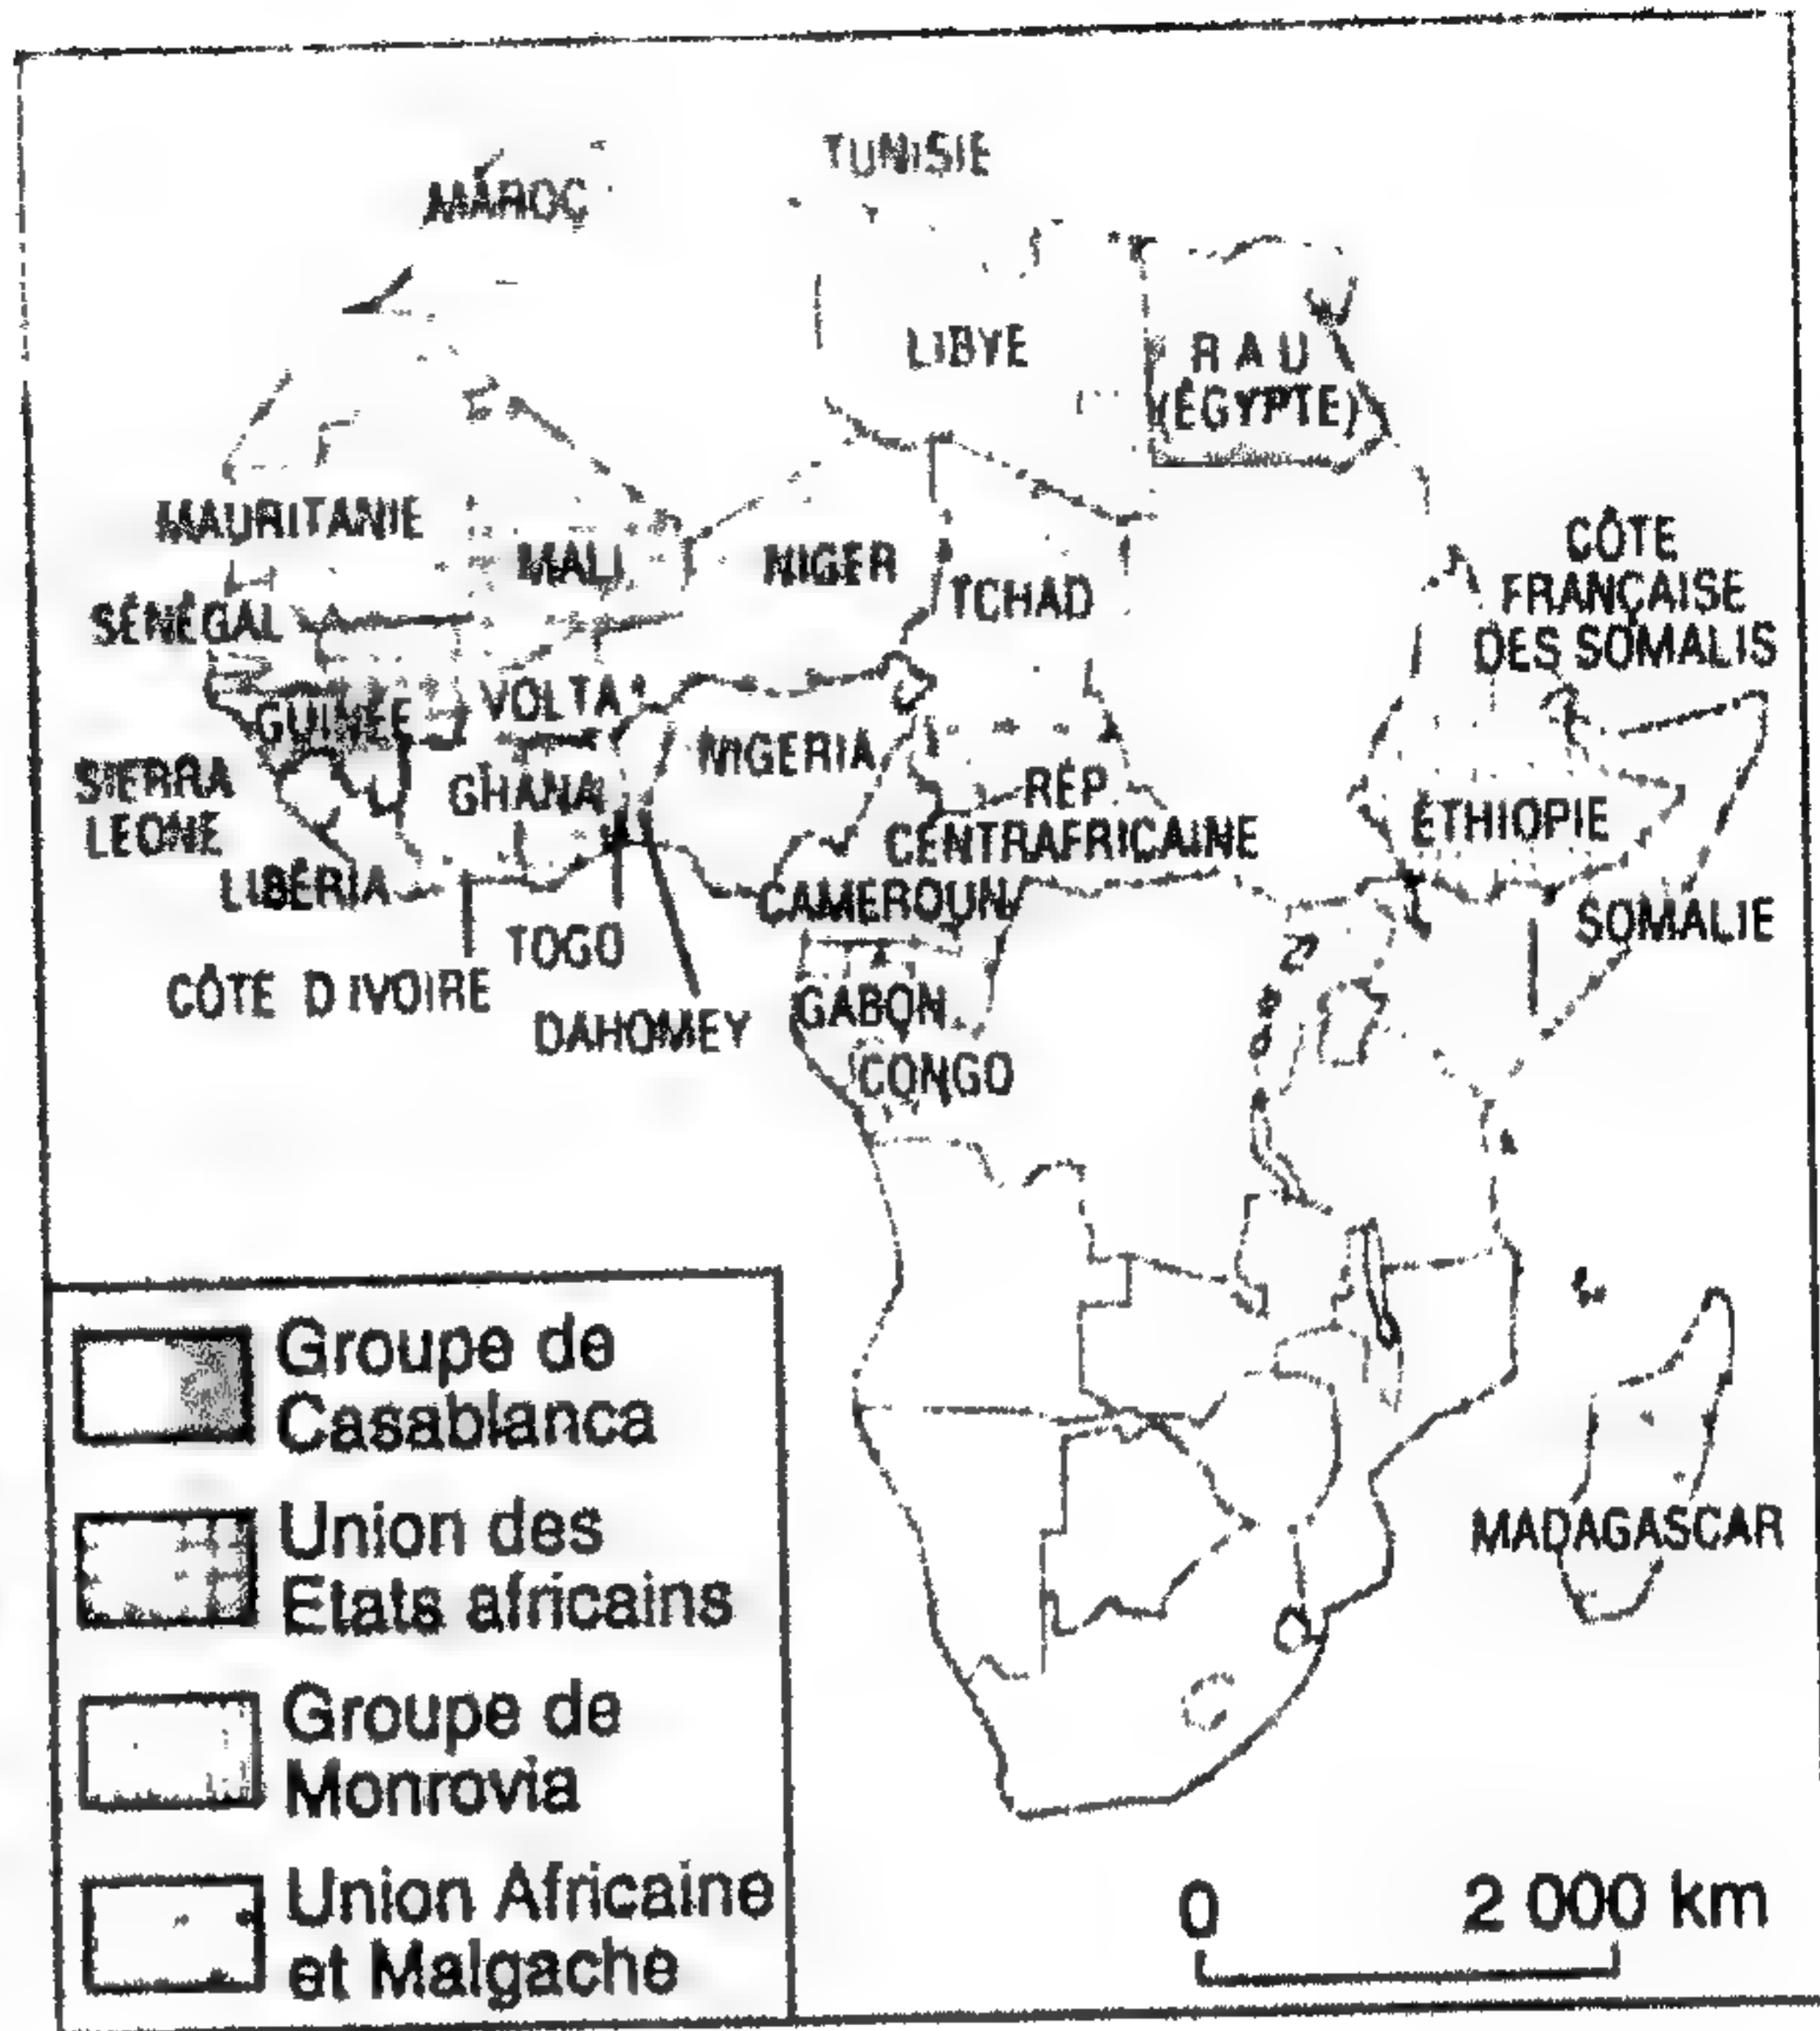 TUNISIE
MAROC
LIBYE
R A U
(ÉGYPTE)
MAURITANIE
MALI
NIGER
TCHAD
CÔTE
FRANÇAISE
DES SOMALIS
SÉNÉGAL
GUINÉE
VOLTA
NIGERIA
SIERRA
LEONE
GHANA
RÉP.
CENTRAFRICAINE
ÉTHIOPIE
LIBÉRIA
CAMEROUN
SOMALIE
TOGO
CÔTE D IVOIRE
DAHOMEY
GABON
CONGO
MADAGASCAR
Groupe de
Casablanca
Union des
Etats africains
Groupe de
Monrovia
Union Africaine
et Malgache
0 2 000 km